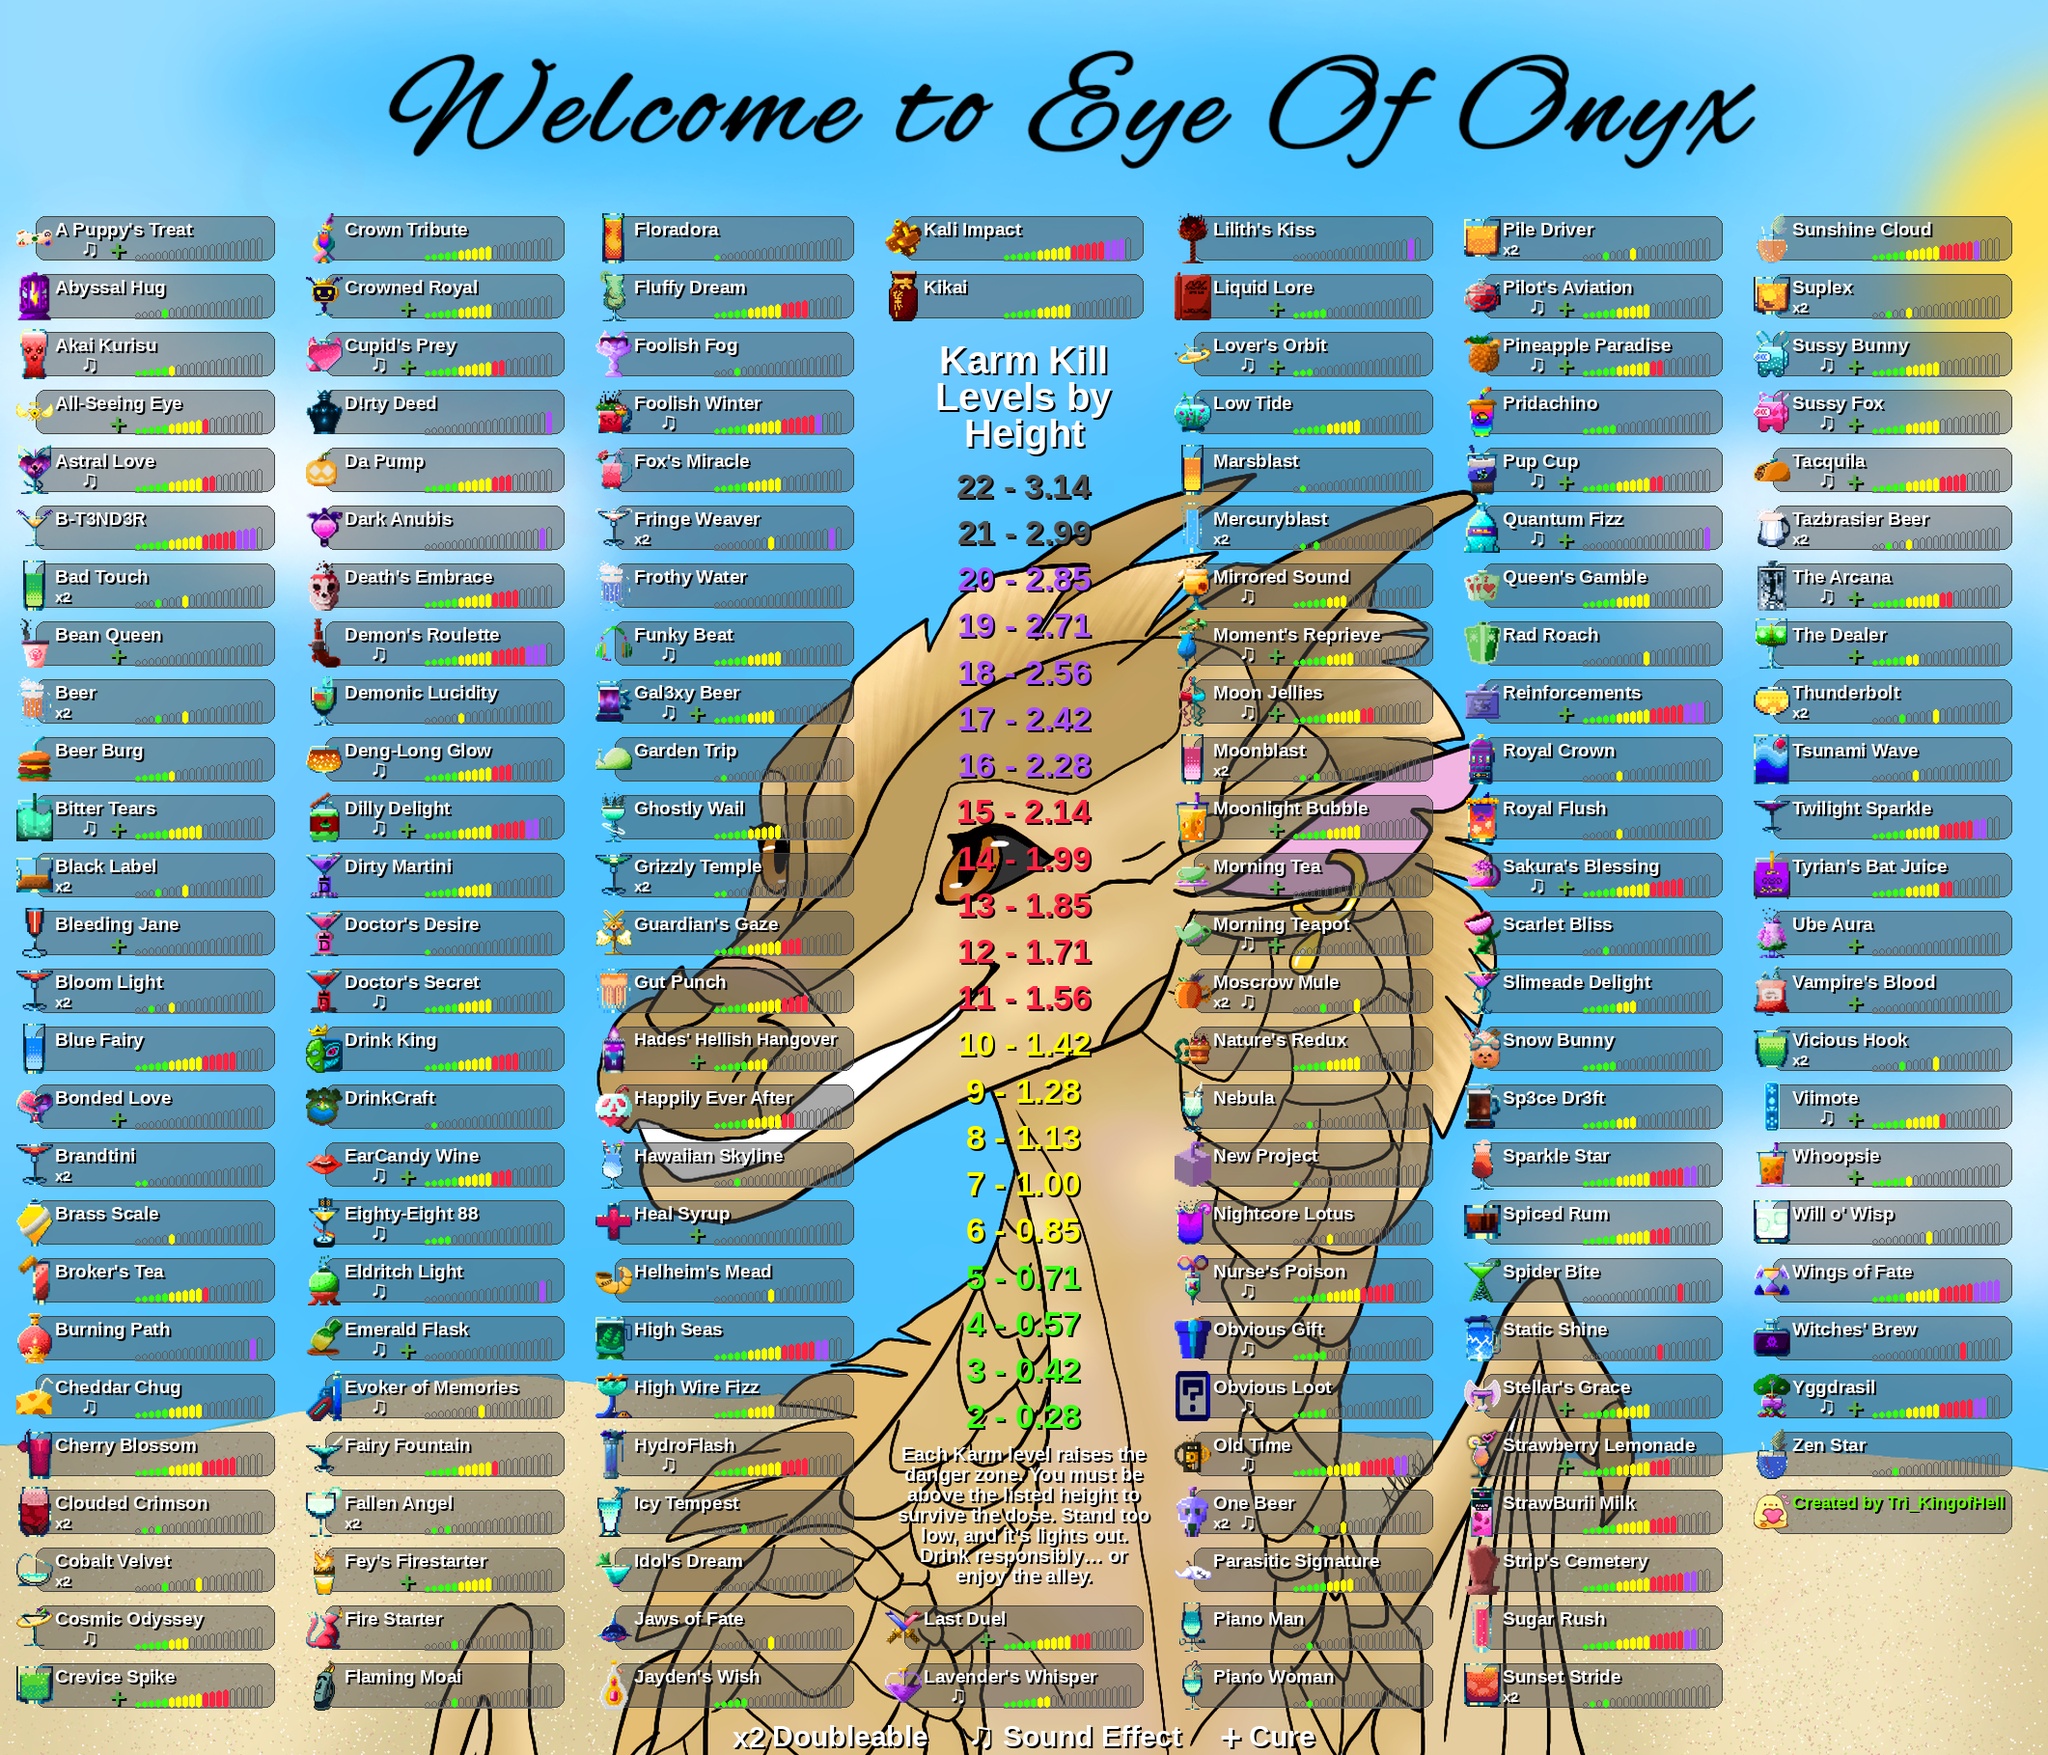 Welcome to Eye Of Onyx
A Puppy's Treat
♫ +
Abyssal Hug
Akai Kurisu
♫
All-Seeing Eye
+
Astral Love
♫
B-T3ND3R
Bad Touch
x2
Bean Queen
+
Beer
x2
Beer Burg
Bitter Tears
♫ +
Black Label
x2
Bleeding Jane
+
Bloom Light
x2
Blue Fairy
Bonded Love
+
Brandtini
x2
Brass Scale
Broker's Tea
Burning Path
Cheddar Chug
♫
Cherry Blossom
Clouded Crimson
x2
Cobalt Velvet
x2
Cosmic Odyssey
♫
Crevice Spike
+
Crown Tribute
Crowned Royal
+
Cupid's Prey
♫ +
D!rty Deed
Da Pump
Dark Anubis
Death's Embrace
Demon's Roulette
♫
Demonic Lucidity
Deng-Long Glow
♫
Dilly Delight
♫ +
Dirty Martini
Doctor's Desire
Doctor's Secret
♫
Drink King
DrinkCraft
EarCandy Wine
♫ +
Eighty-Eight 88
♫
Eldritch Light
♫
Emerald Flask
♫ +
Evoker of Memories
♫
Fairy Fountain
Fallen Angel
x2
Fey's Firestarter
+
Fire Starter
Flaming Moai
Floradora
Fluffy Dream
Foolish Fog
Foolish Winter
♫
Fox's Miracle
Fringe Weaver
x2
Frothy Water
Funky Beat
♫
Gal3xy Beer
♫ +
Garden Trip
Ghostly Wail
Grizzly Temple
x2
Guardian's Gaze
Gut Punch
Hades' Hellish Hangover
+
Happily Ever After
Hawaiian Skyline
Heal Syrup
+
Helheim's Mead
High Seas
High Wire Fizz
HydroFlash
♫
Icy Tempest
Idol's Dream
Jaws of Fate
Jayden's Wish
Kali Impact
Kikai
Karm Kill
Levels by
Height
22 - 3.14
21 - 2.99
20 - 2.85
19 - 2.71
18 - 2.56
17 - 2.42
16 - 2.28
15 - 2.14
14 - 1.99
13 - 1.85
12 - 1.71
11 - 1.56
10 - 1.42
9 - 1.28
8 - 1.13
7 - 1.00
6 - 0.85
5 - 0.71
4 - 0.57
3 - 0.42
2 - 0.28
Each Karm level raises the
danger zone. You must be
above the listed height to
survive the dose. Stand too
low, and it's lights out.
Drink responsibly... or
enjoy the alley.
Last Duel
+
Lavender's Whisper
♫
Lilith's Kiss
Liquid Lore
+
Lover's Orbit
♫ +
Low Tide
Marsblast
Mercuryblast
x2
Mirrored Sound
♫
Moment's Reprieve
♫ +
Moon Jellies
♫ +
Moonblast
x2
Moonlight Bubble
+
Morning Tea
+
Morning Teapot
♫ +
Moscrow Mule
x2 ♫
Nature's Redux
Nebula
New Project
Nightcore Lotus
Nurse's Poison
♫
Obvious Gift
♫
Obvious Loot
♫
Old Time
♫
One Beer
x2 ♫
Parasitic Signature
Piano Man
Piano Woman
Pile Driver
x2
Pilot's Aviation
♫ +
Pineapple Paradise
♫ +
Pridachino
Pup Cup
♫ +
Quantum Fizz
♫ +
Queen's Gamble
Rad Roach
Reinforcements
+
Royal Crown
Royal Flush
Sakura's Blessing
♫ +
Scarlet Bliss
Slimeade Delight
Snow Bunny
Sp3ce Dr3ft
Sparkle Star
Spiced Rum
Spider Bite
Static Shine
Stellar's Grace
+
Strawberry Lemonade
+
StrawBurii Milk
Strip's Cemetery
Sugar Rush
Sunset Stride
x2
Sunshine Cloud
Suplex
x2
Sussy Bunny
♫ +
Sussy Fox
♫ +
Tacquila
♫ +
Tazbrasier Beer
x2
The Arcana
♫ +
The Dealer
+
Thunderbolt
x2
Tsunami Wave
Twilight Sparkle
Tyrian's Bat Juice
Ube Aura
+
Vampire's Blood
+
Vicious Hook
x2
Viimote
♫ +
Whoopsie
+
Will o' Wisp
Wings of Fate
Witches' Brew
Yggdrasil
♫ +
Zen Star
Created by Tri_KingofHell
x2 Doubleable ♫ Sound Effect + Cure